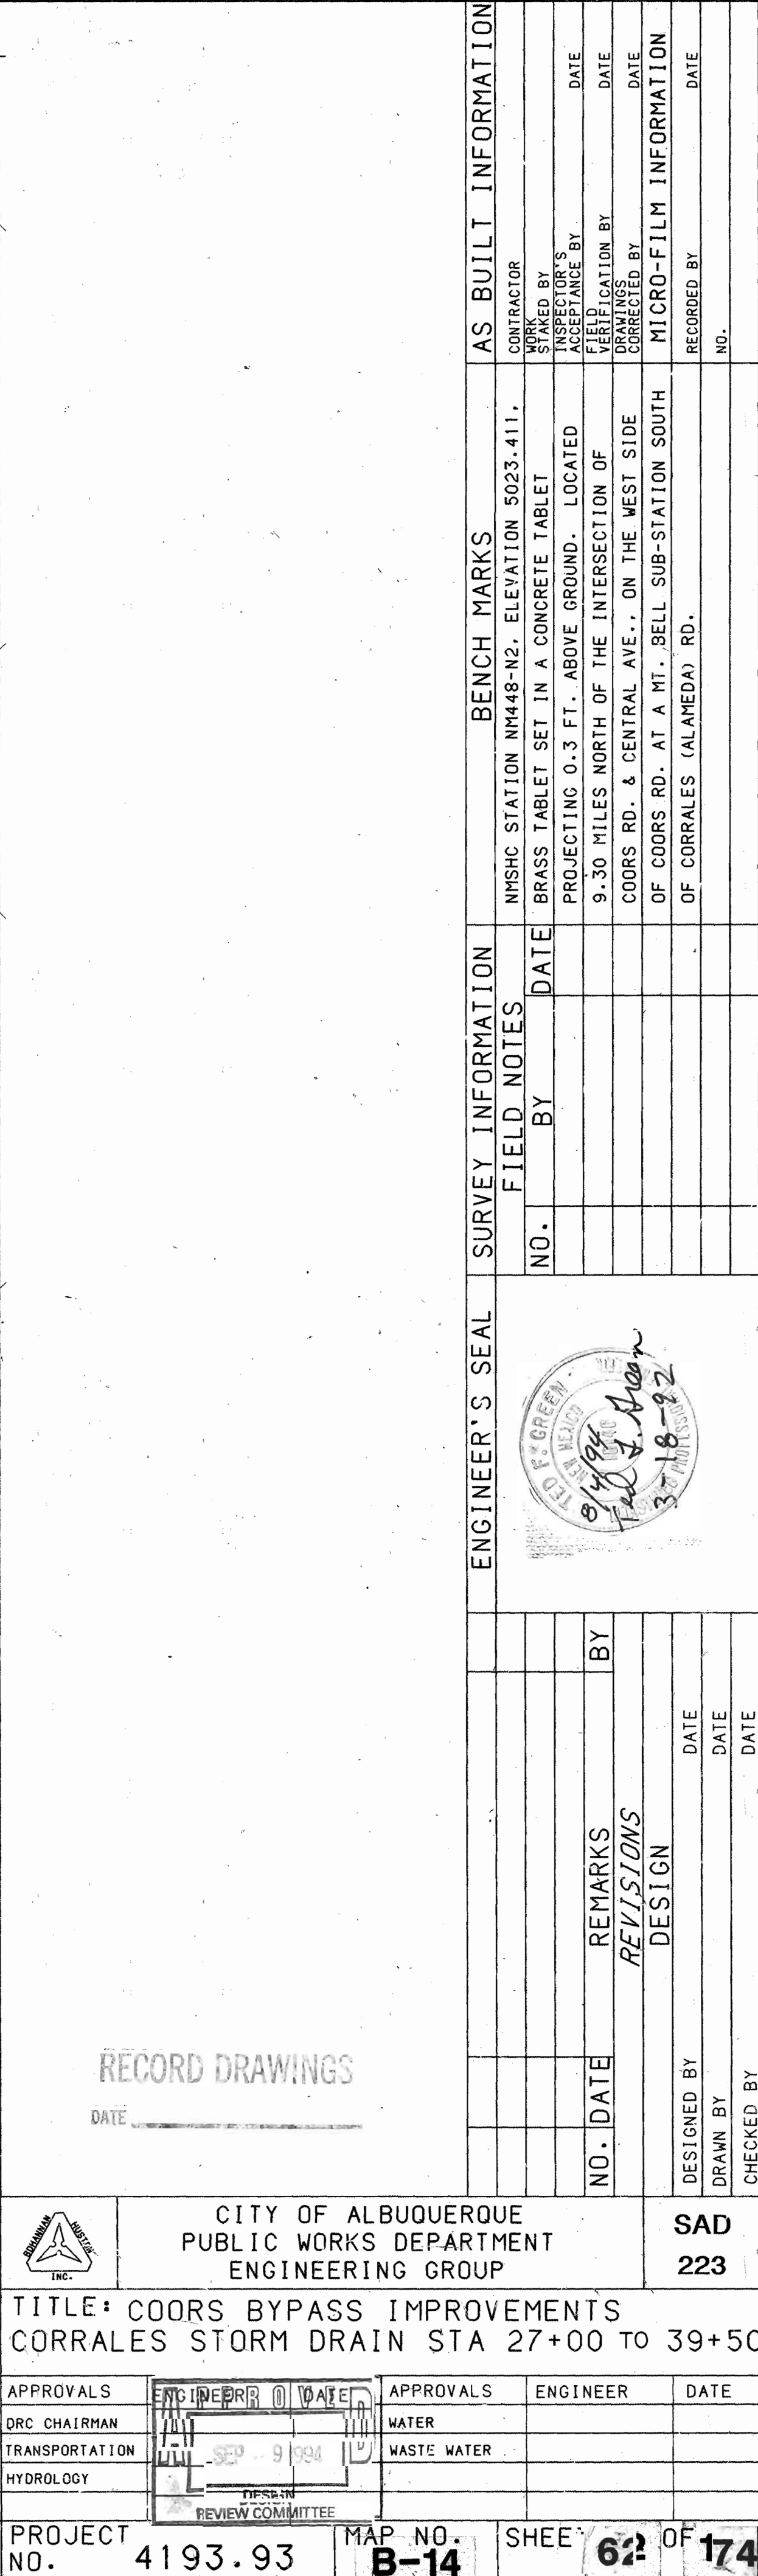 AS BUILT INFORMATION
CONTRACTOR
WORK
STAKED BY
INSPECTOR'S
ACCEPTANCE BY DATE
FIELD
VERIFICATION BY DATE
DRAWINGS
CORRECTED BY DATE
MICRO-FILM INFORMATION
RECORDED BY DATE
NO.
BENCH MARKS
NMSHC STATION NM448-N2, ELEVATION 5023.411,
BRASS TABLET SET IN A CONCRETE TABLET
PROJECTING 0.3 FT. ABOVE GROUND. LOCATED
9.30 MILES NORTH OF THE INTERSECTION OF
COORS RD. & CENTRAL AVE., ON THE WEST SIDE
OF COORS RD. AT A MT. BELL SUB-STATION SOUTH
OF CORRALES (ALAMEDA) RD.
SURVEY INFORMATION
FIELD NOTES
NO. BY DATE
ENGINEER'S SEAL
TED F. GREEN
NEW MEXICO
8/4/94
Ted F. Green
3-18-92
NO. DATE REMARKS BY
REVISIONS
DESIGN
DESIGNED BY DATE
DRAWN BY DATE
CHECKED BY DATE
RECORD DRAWINGS
DATE
BOHANNAN HUSTON
INC.
CITY OF ALBUQUERQUE
PUBLIC WORKS DEPARTMENT
ENGINEERING GROUP
SAD
223
TITLE: COORS BYPASS IMPROVEMENTS
CORRALES STORM DRAIN STA 27+00 TO 39+50
APPROVALS ENGINEER DATE APPROVALS ENGINEER DATE
DRC CHAIRMAN WATER
TRANSPORTATION WASTE WATER
HYDROLOGY
APPROVED
SEP 9 1994
DESIGN
REVIEW COMMITTEE
PROJECT
NO. 4193.93
MAP NO.
B-14
SHEET 62 OF 174